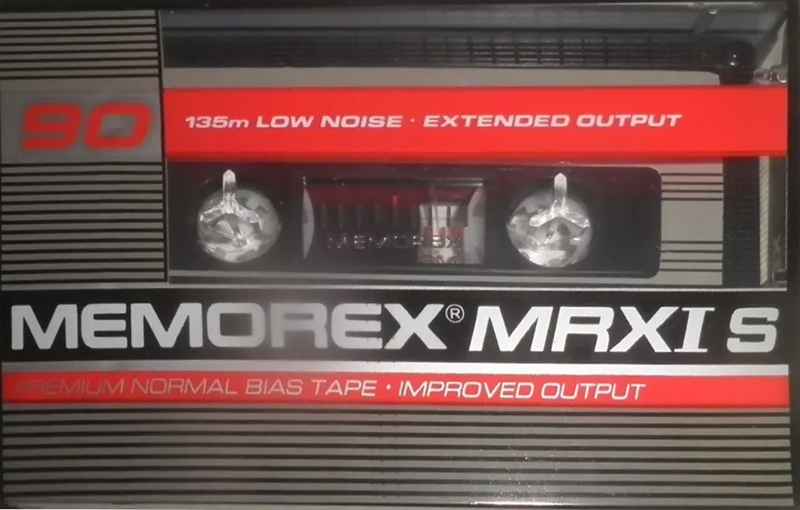 90
135m LOW NOISE · EXTENDED OUTPUT
MEMOREX
MEMOREX® MRXI S
PREMIUM NORMAL BIAS TAPE · IMPROVED OUTPUT